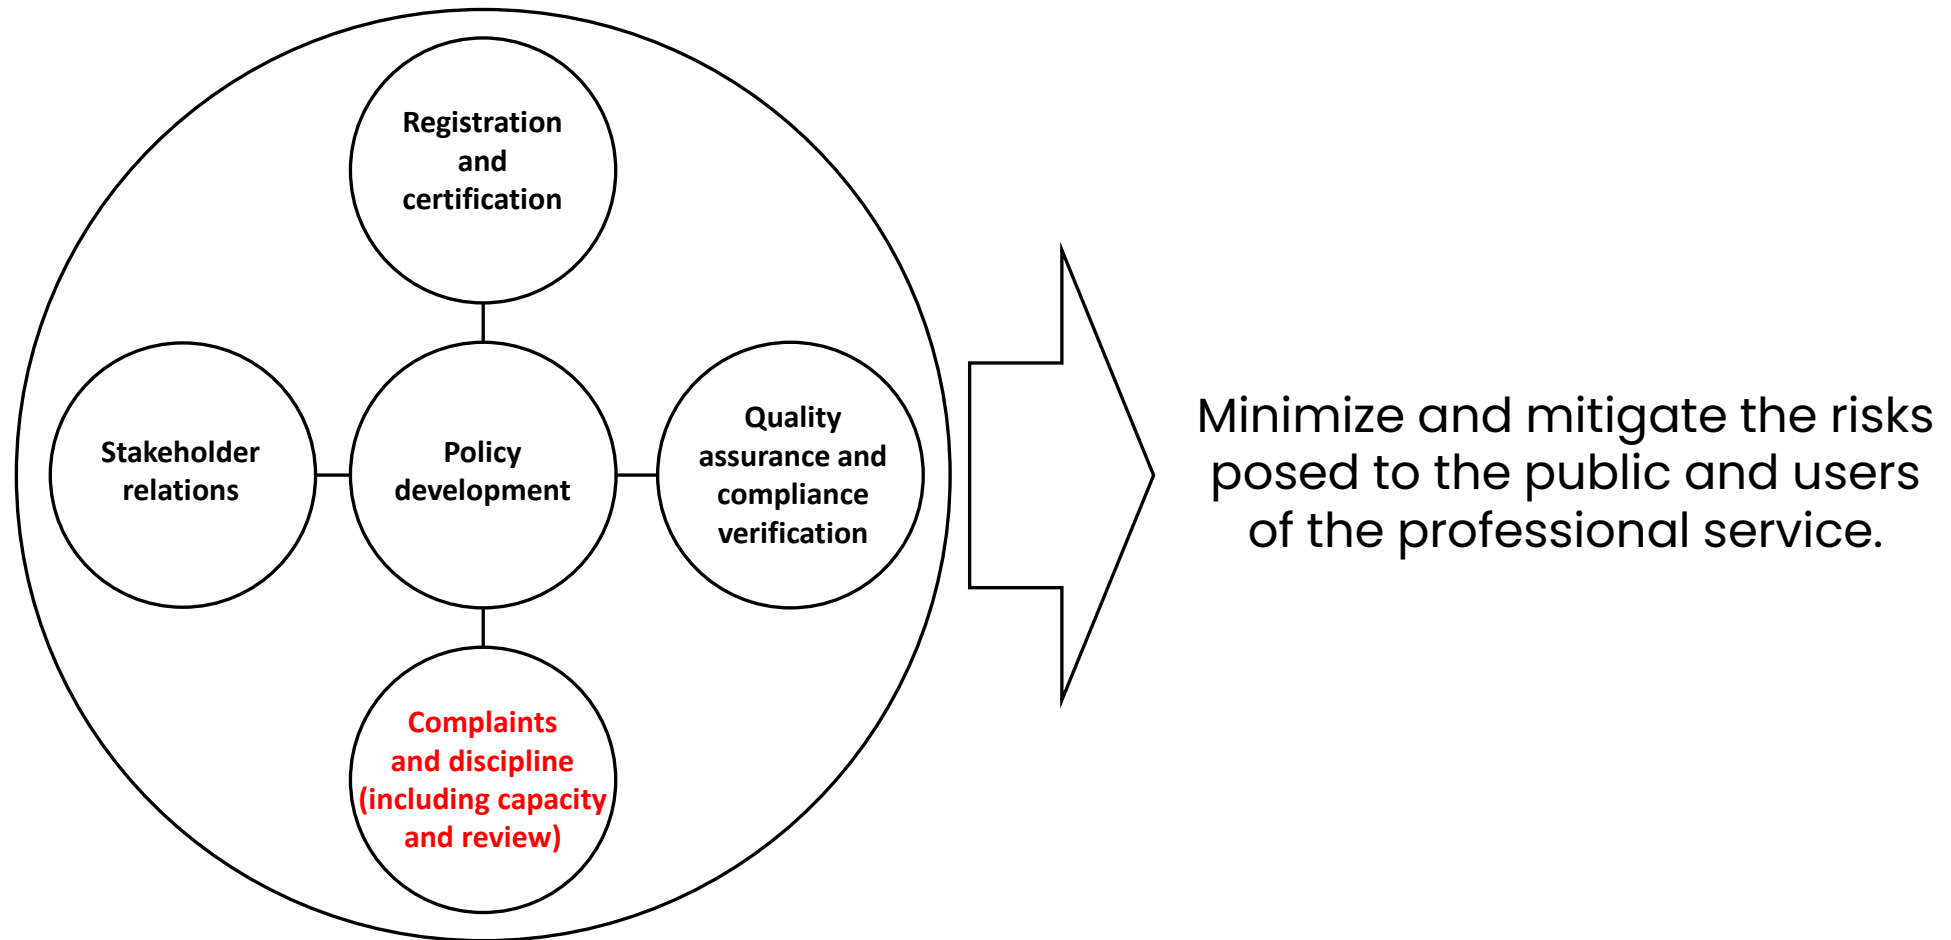 Registration
and
certification
Stakeholder
relations
Policy
development
Quality
assurance and
compliance
verification
Complaints
and discipline
(including capacity
and review)
Minimize and mitigate the risks
posed to the public and users
of the professional service.